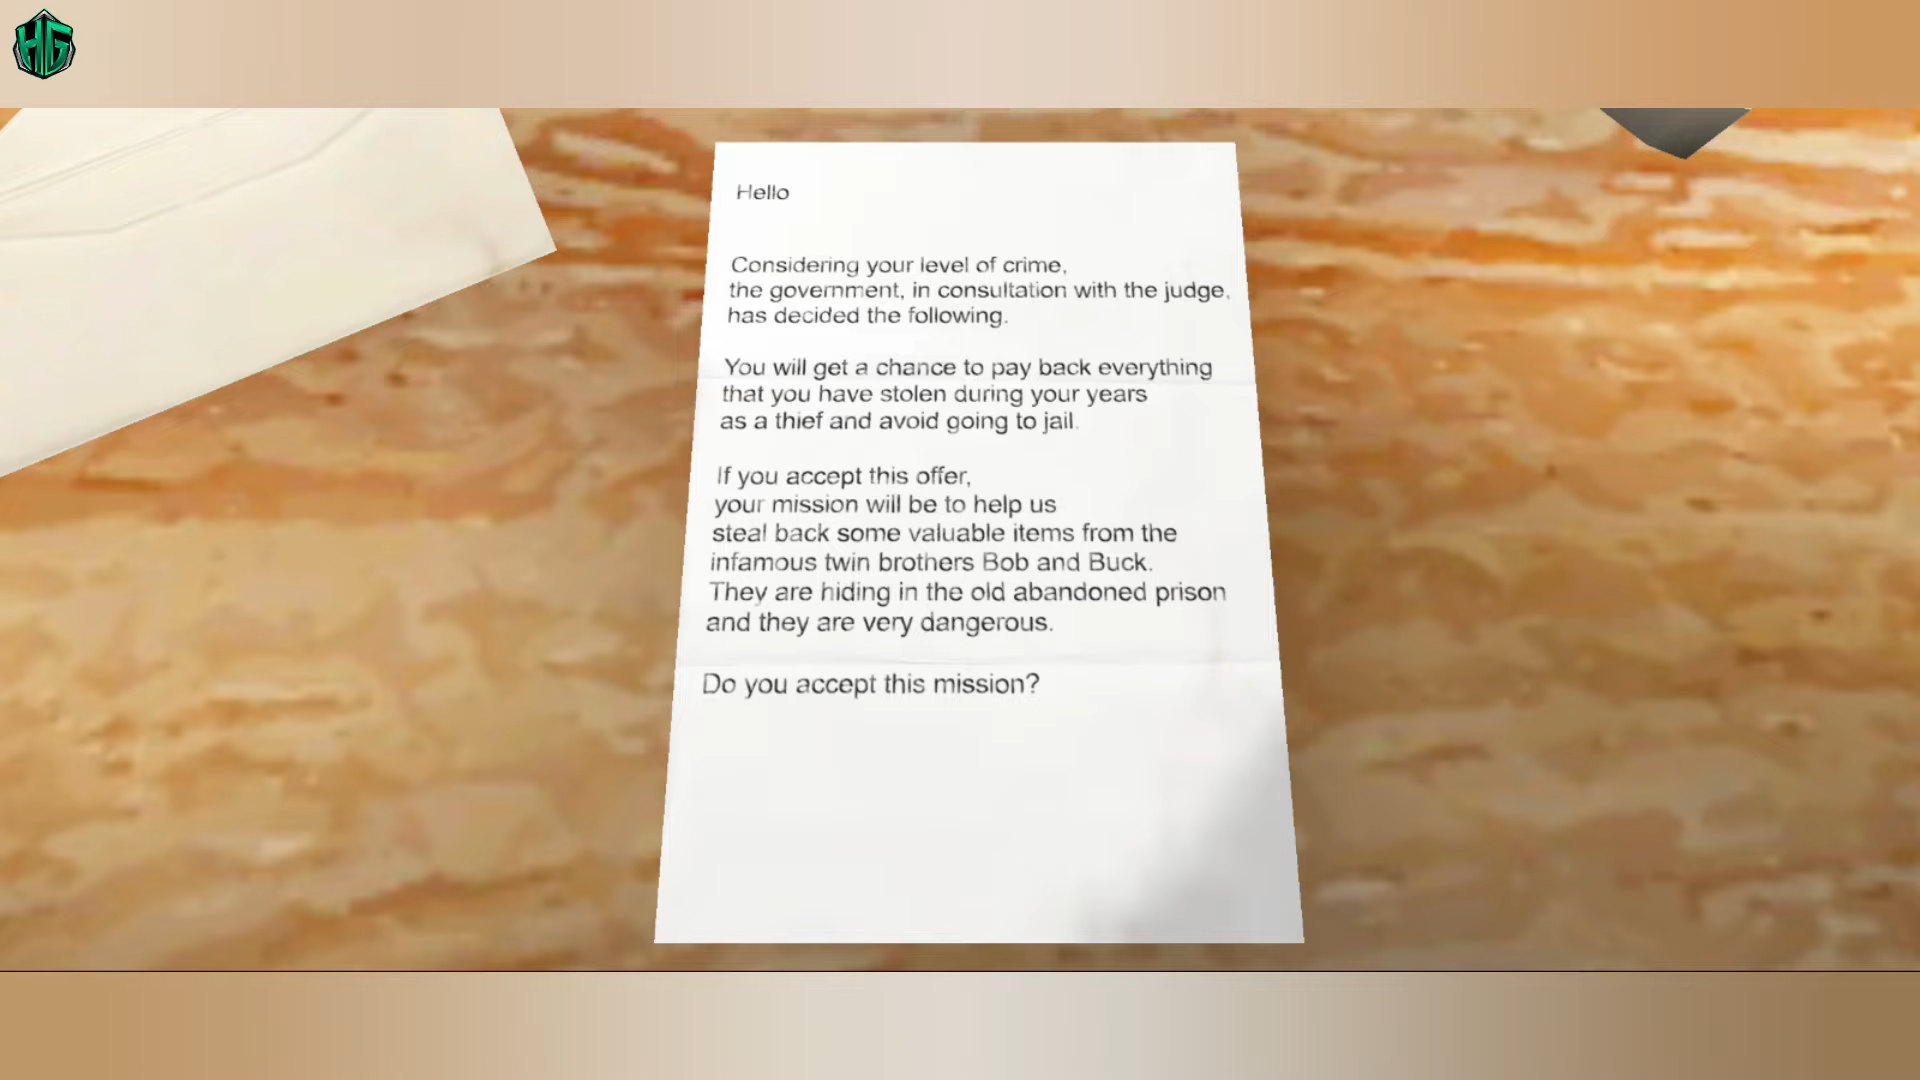 HG
Hello
Considering your level of crime,
the government, in consultation with the judge,
has decided the following.
You will get a chance to pay back everything
that you have stolen during your years
as a thief and avoid going to jail.
If you accept this offer,
your mission will be to help us
steal back some valuable items from the
infamous twin brothers Bob and Buck.
They are hiding in the old abandoned prison
and they are very dangerous.
Do you accept this mission?